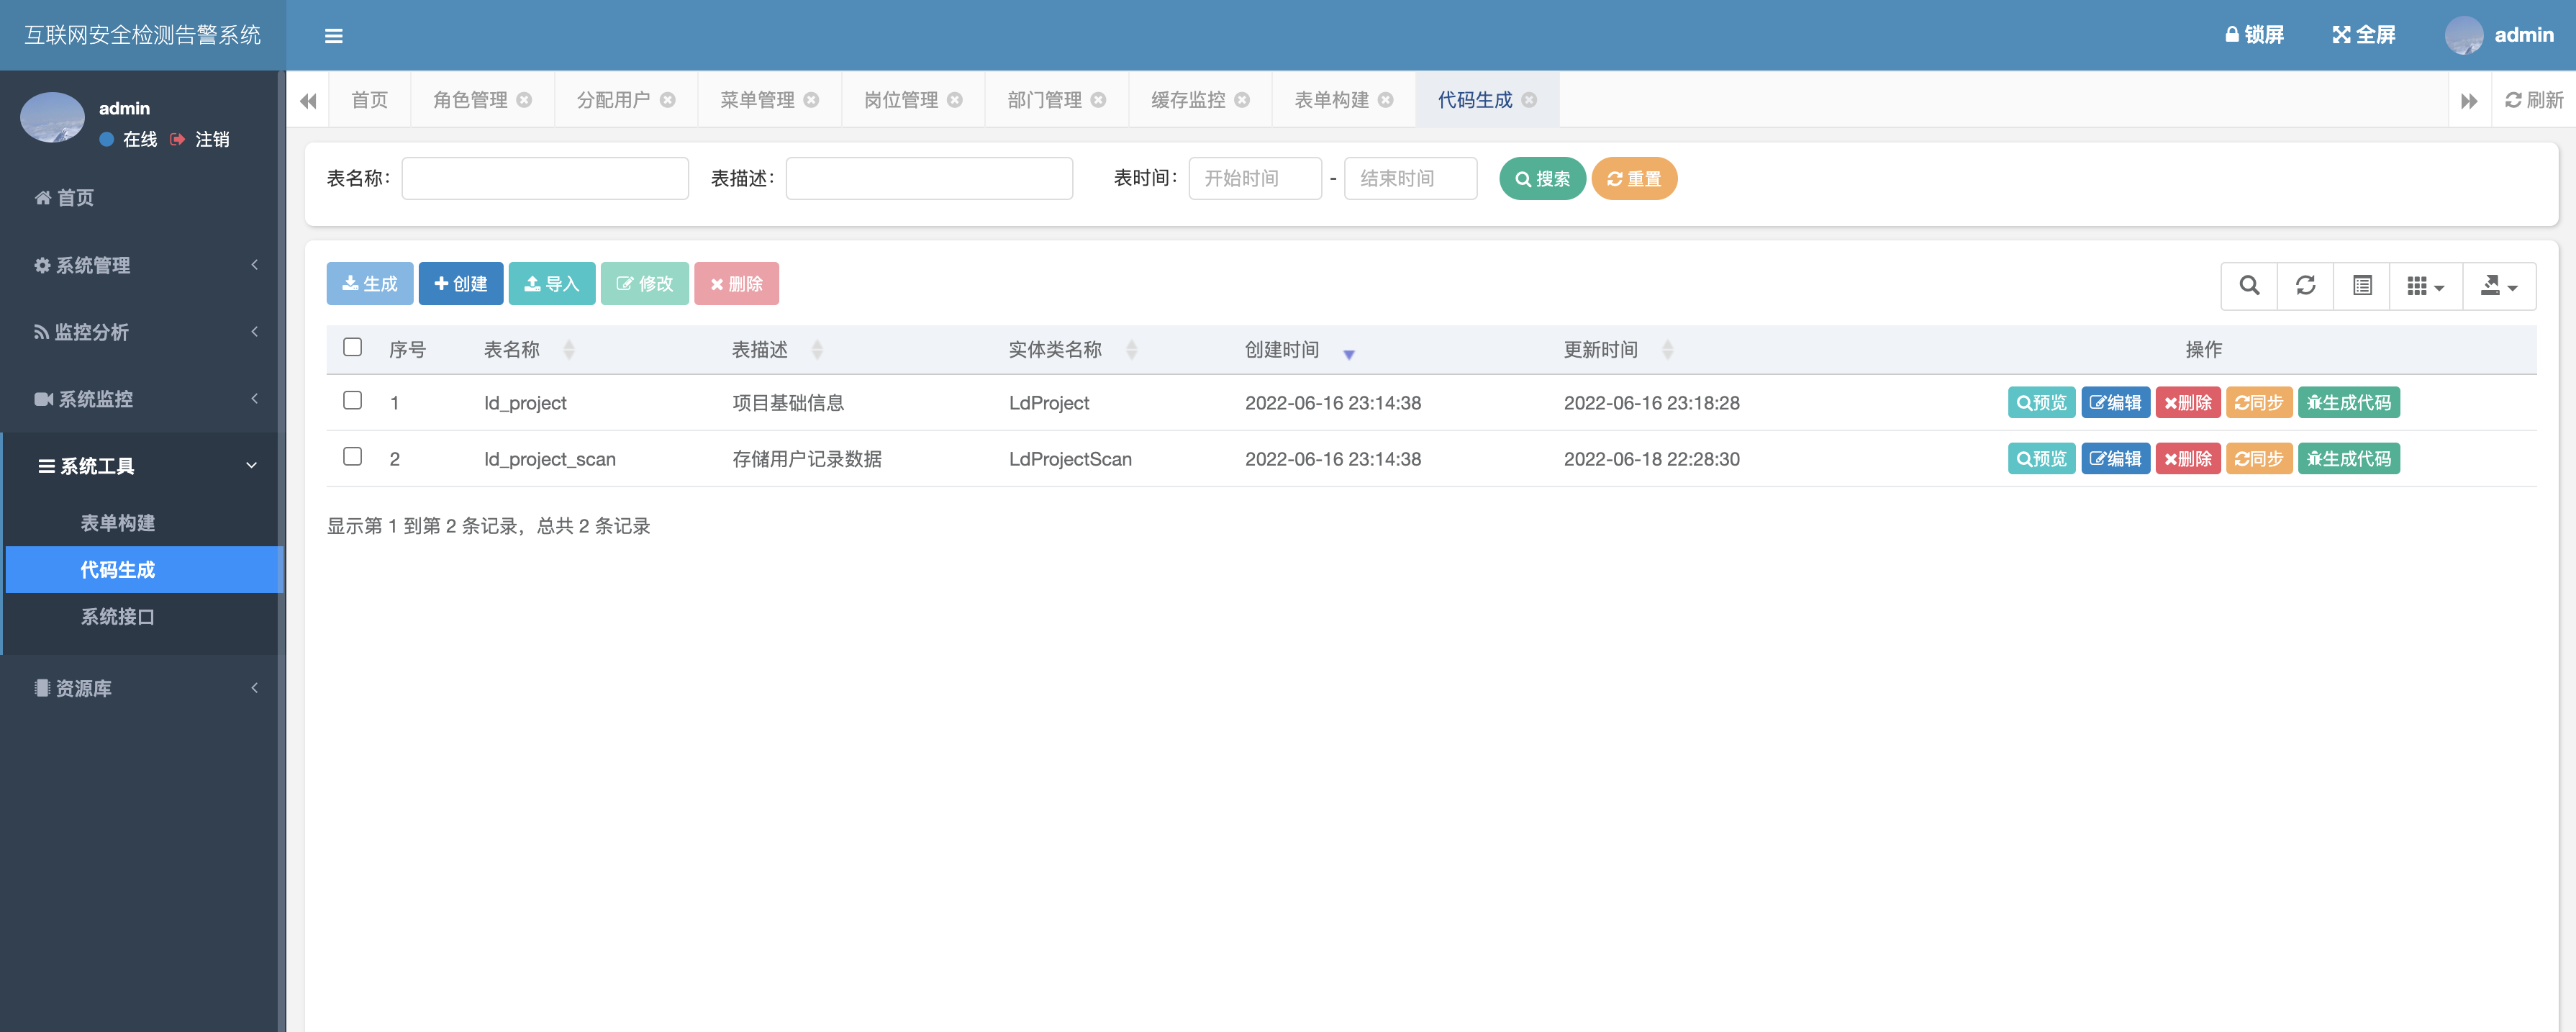 互联网安全检测告警系统
锁屏 全屏 admin
admin
在线 注销
首页 角色管理 分配用户 菜单管理 岗位管理 部门管理 缓存监控 表单构建 代码生成 刷新
首页
系统管理
监控分析
系统监控
系统工具
表单构建
代码生成
系统接口
资源库
表名称： 表描述： 表时间： 开始时间 - 结束时间 搜索 重置
生成 创建 导入 修改 删除
序号 表名称 表描述 实体类名称 创建时间 更新时间 操作
1 ld_project 项目基础信息 LdProject 2022-06-16 23:14:38 2022-06-16 23:18:28 预览 编辑 删除 同步 生成代码
2 ld_project_scan 存储用户记录数据 LdProjectScan 2022-06-16 23:14:38 2022-06-18 22:28:30 预览 编辑 删除 同步 生成代码
显示第 1 到第 2 条记录，总共 2 条记录